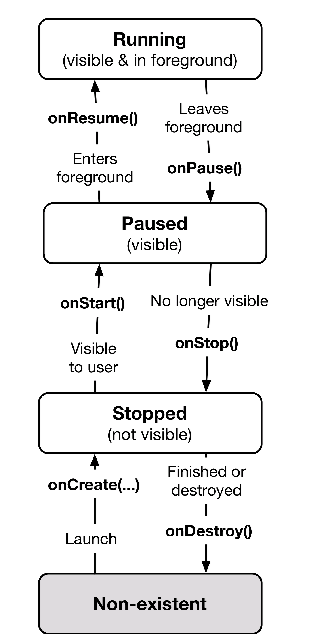 Running
(visible & in foreground)
onResume()
Enters
foreground
Leaves
foreground
onPause()
Paused
(visible)
onStart()
Visible
to user
No longer visible
onStop()
Stopped
(not visible)
onCreate(...)
Launch
Finished or
destroyed
onDestroy()
Non-existent